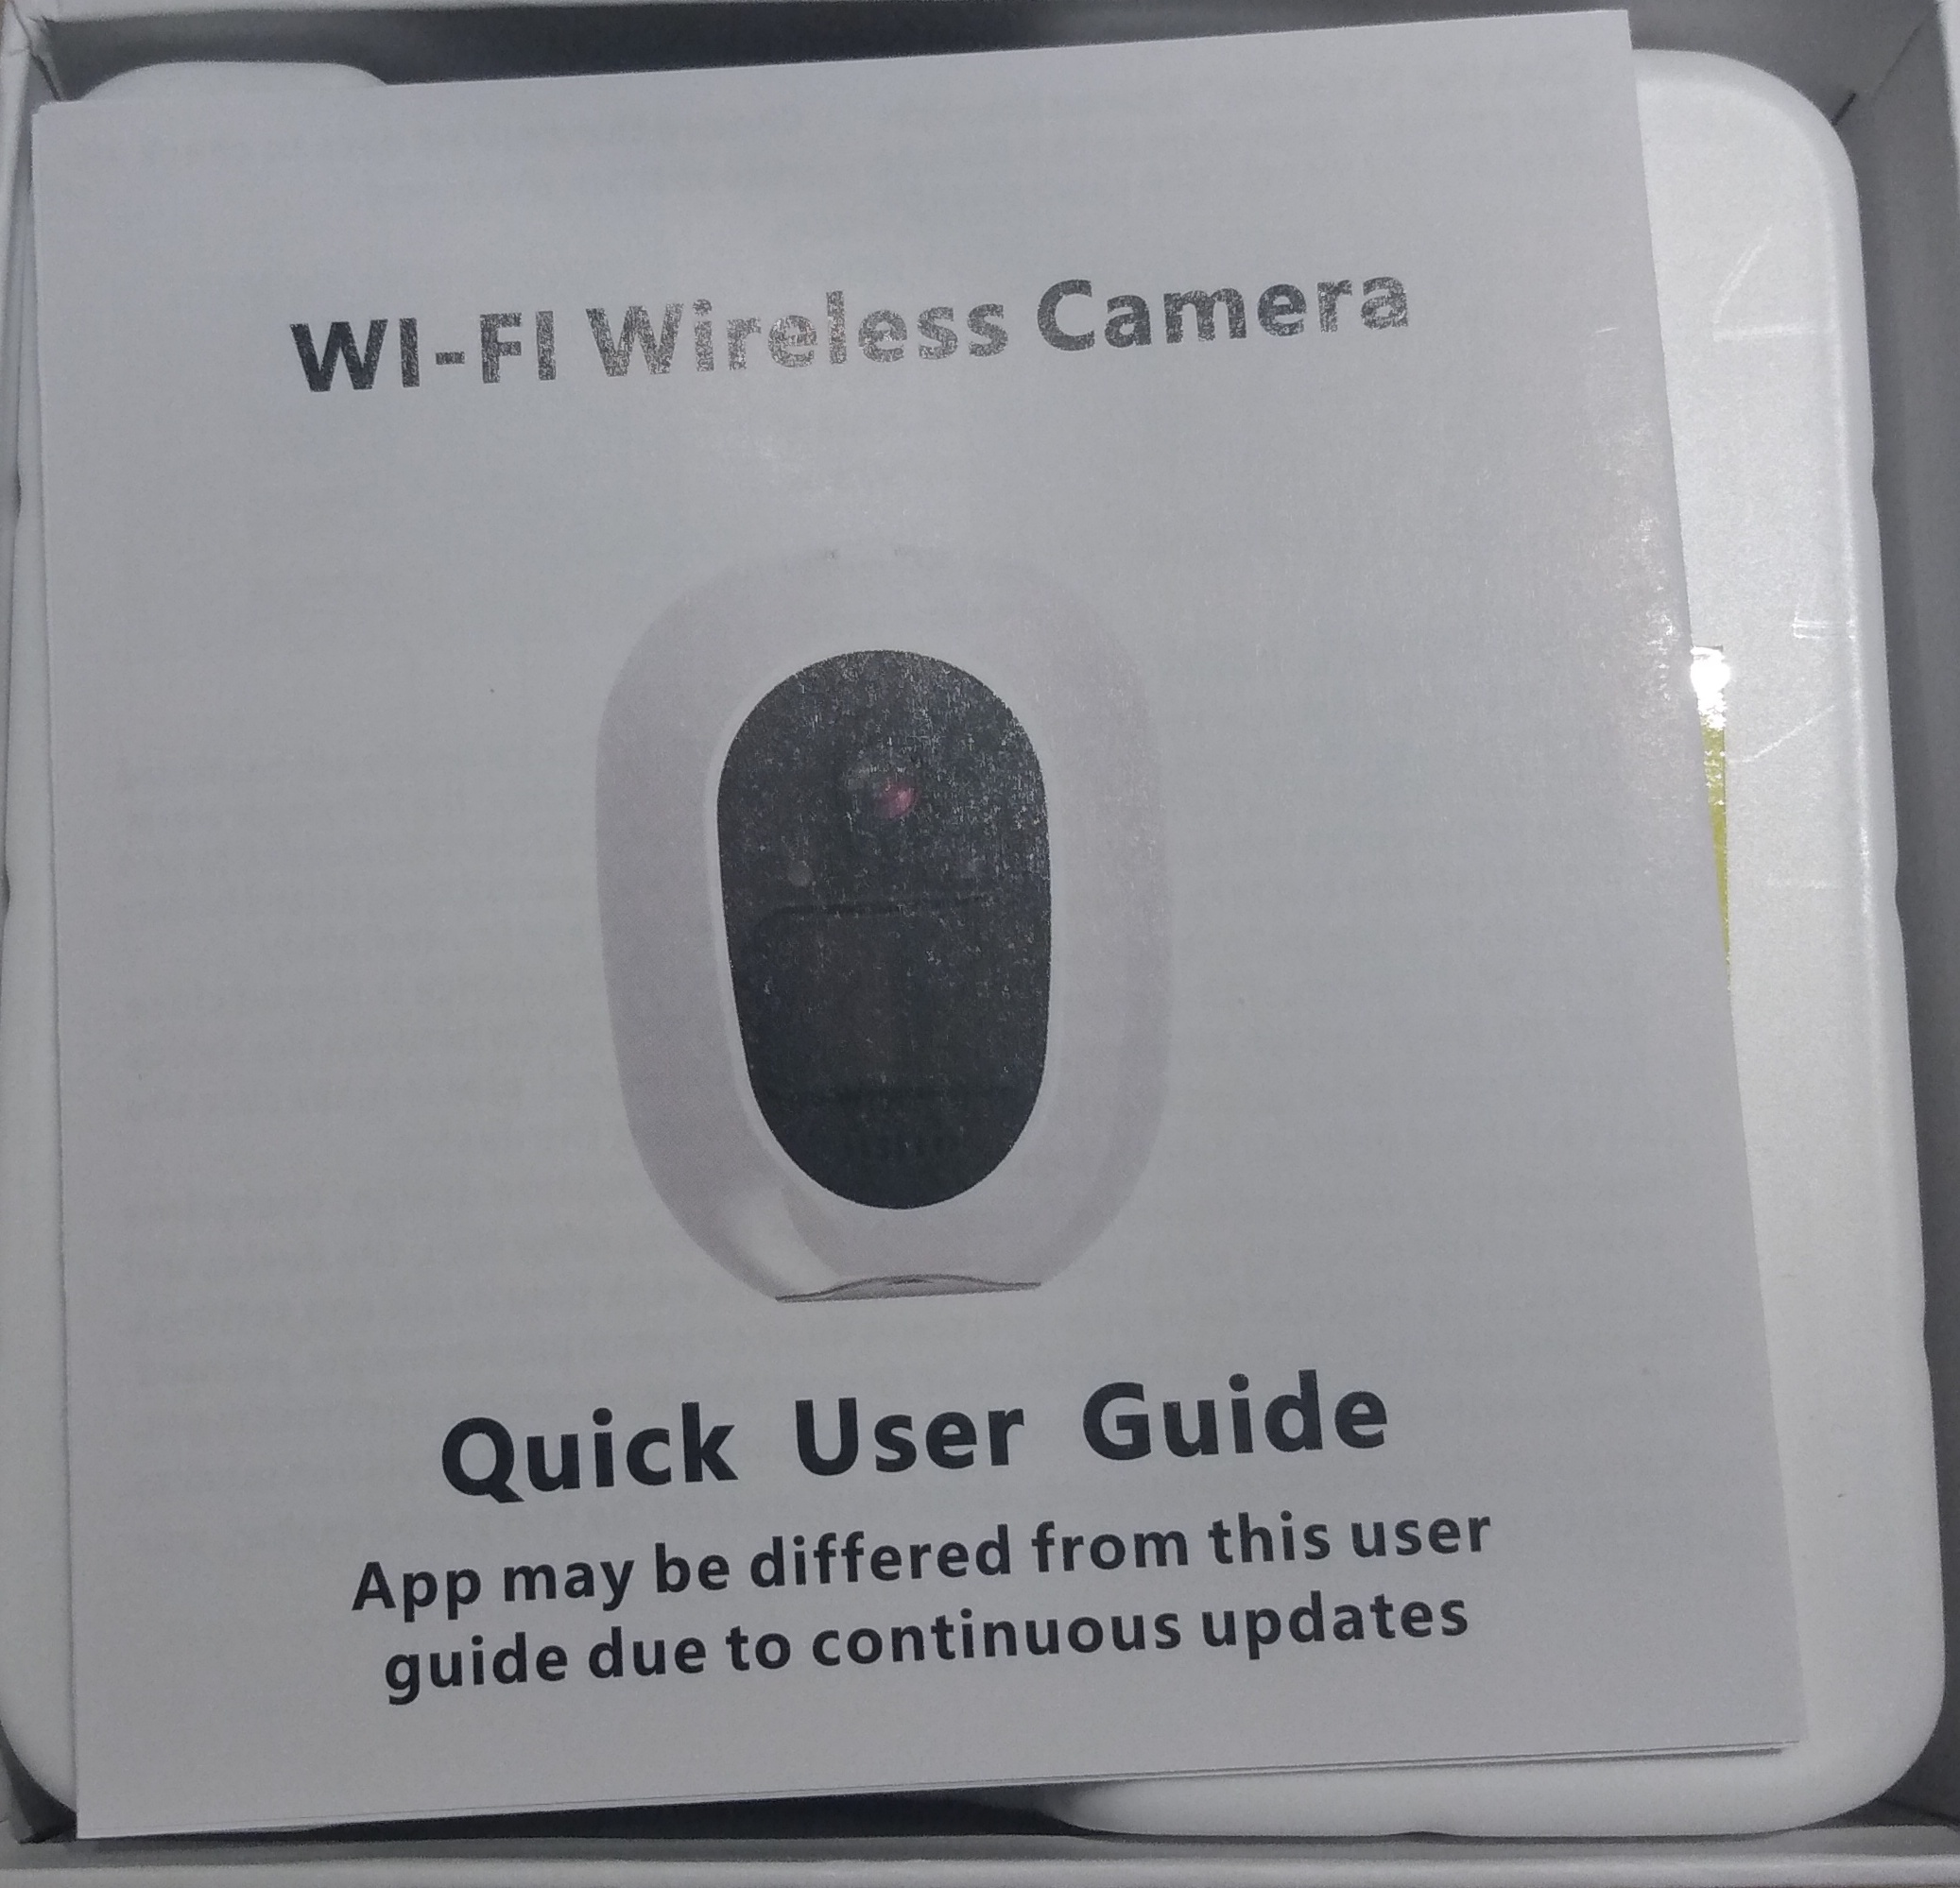 WI-FI Wireless Camera
Quick User Guide
App may be differed from this user
guide due to continuous updates